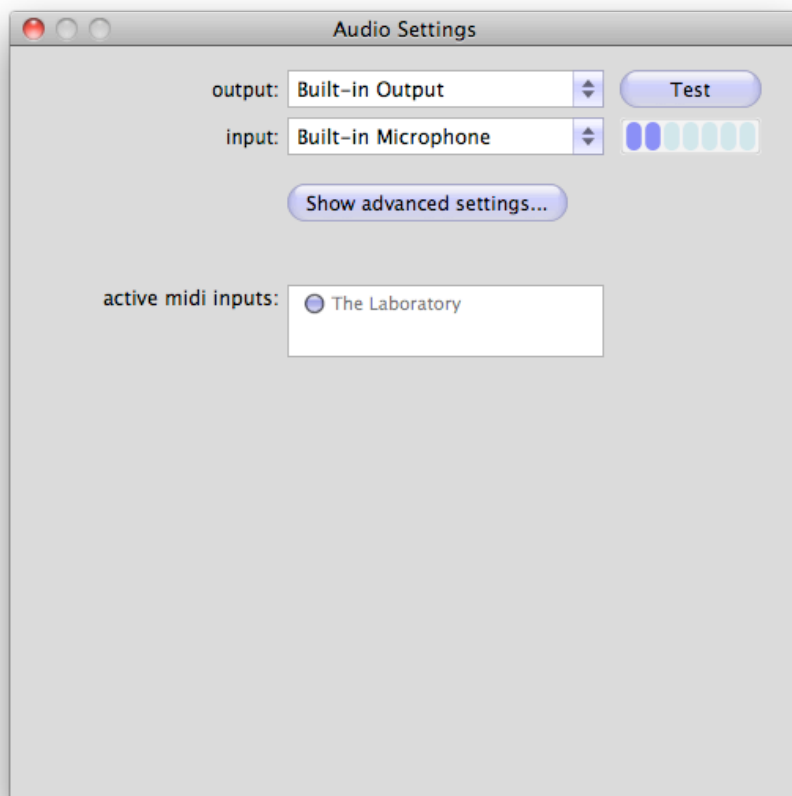 Audio Settings
output: Built-in Output Test
input: Built-in Microphone
Show advanced settings...
active midi inputs: The Laboratory